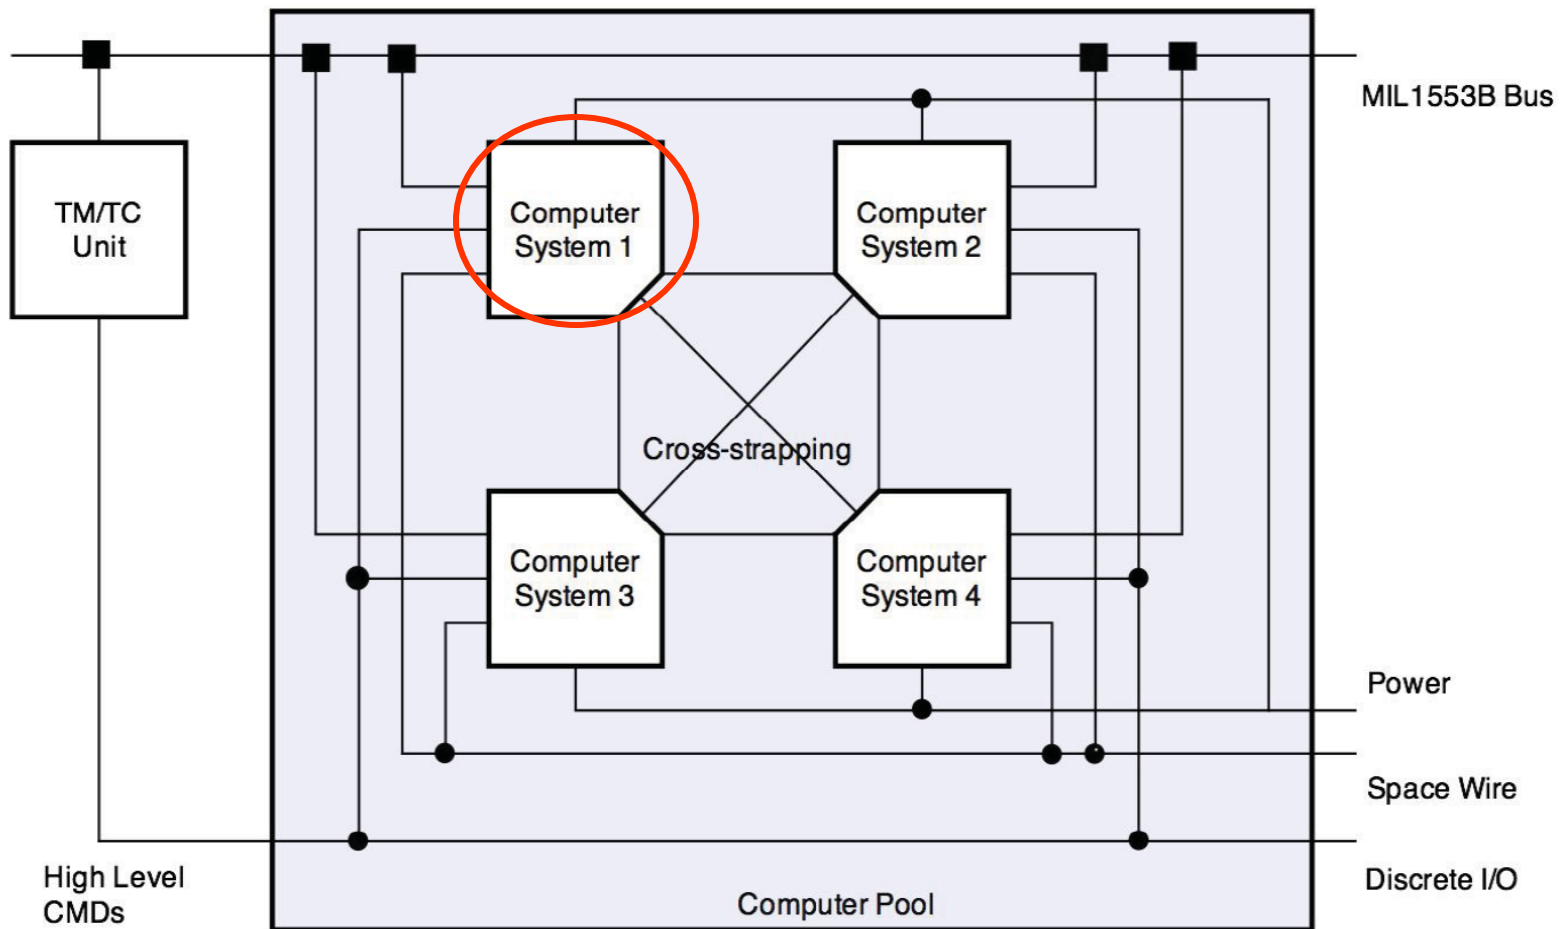 MIL1553B Bus
TM/TC
Unit
Computer
System 1
Computer
System 2
Cross-strapping
Computer
System 3
Computer
System 4
Power
Space Wire
Discrete I/O
High Level
CMDs
Computer Pool